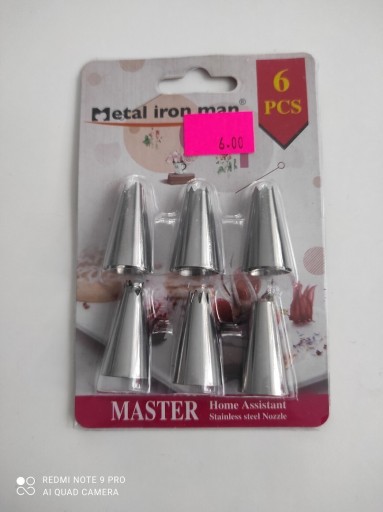 6
PCS
Metal iron man®
6.00
MASTER
Home Assistant
Stainless steel Nozzle
REDMI NOTE 9 PRO
AI QUAD CAMERA